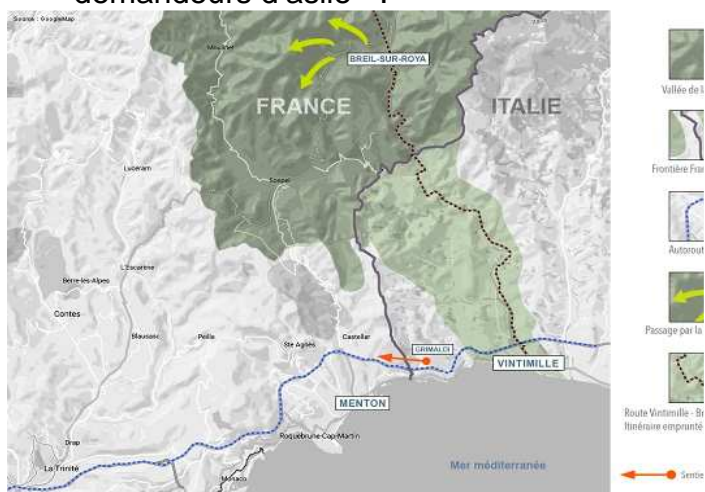 demandeurs d'asile
Source : GoogleMap
Moulinet
BREIL-SUR-ROYA
FRANCE
ITALIE
Vallée de l
Lucéram
Sospel
Frontière Fran
L'Escarène
Berre-les-Alpes
Autorout
Contes
Blausasc
Peille
Ste Agnès
Castellar
GRIMALDI
Passage par la
VINTIMILLE
MENTON
Route Vintimille - Br
Itinéraire emprunté
Drap
Roquebrune-Cap-Martin
La Trinité
Mer méditerranée
Monaco
Sentie